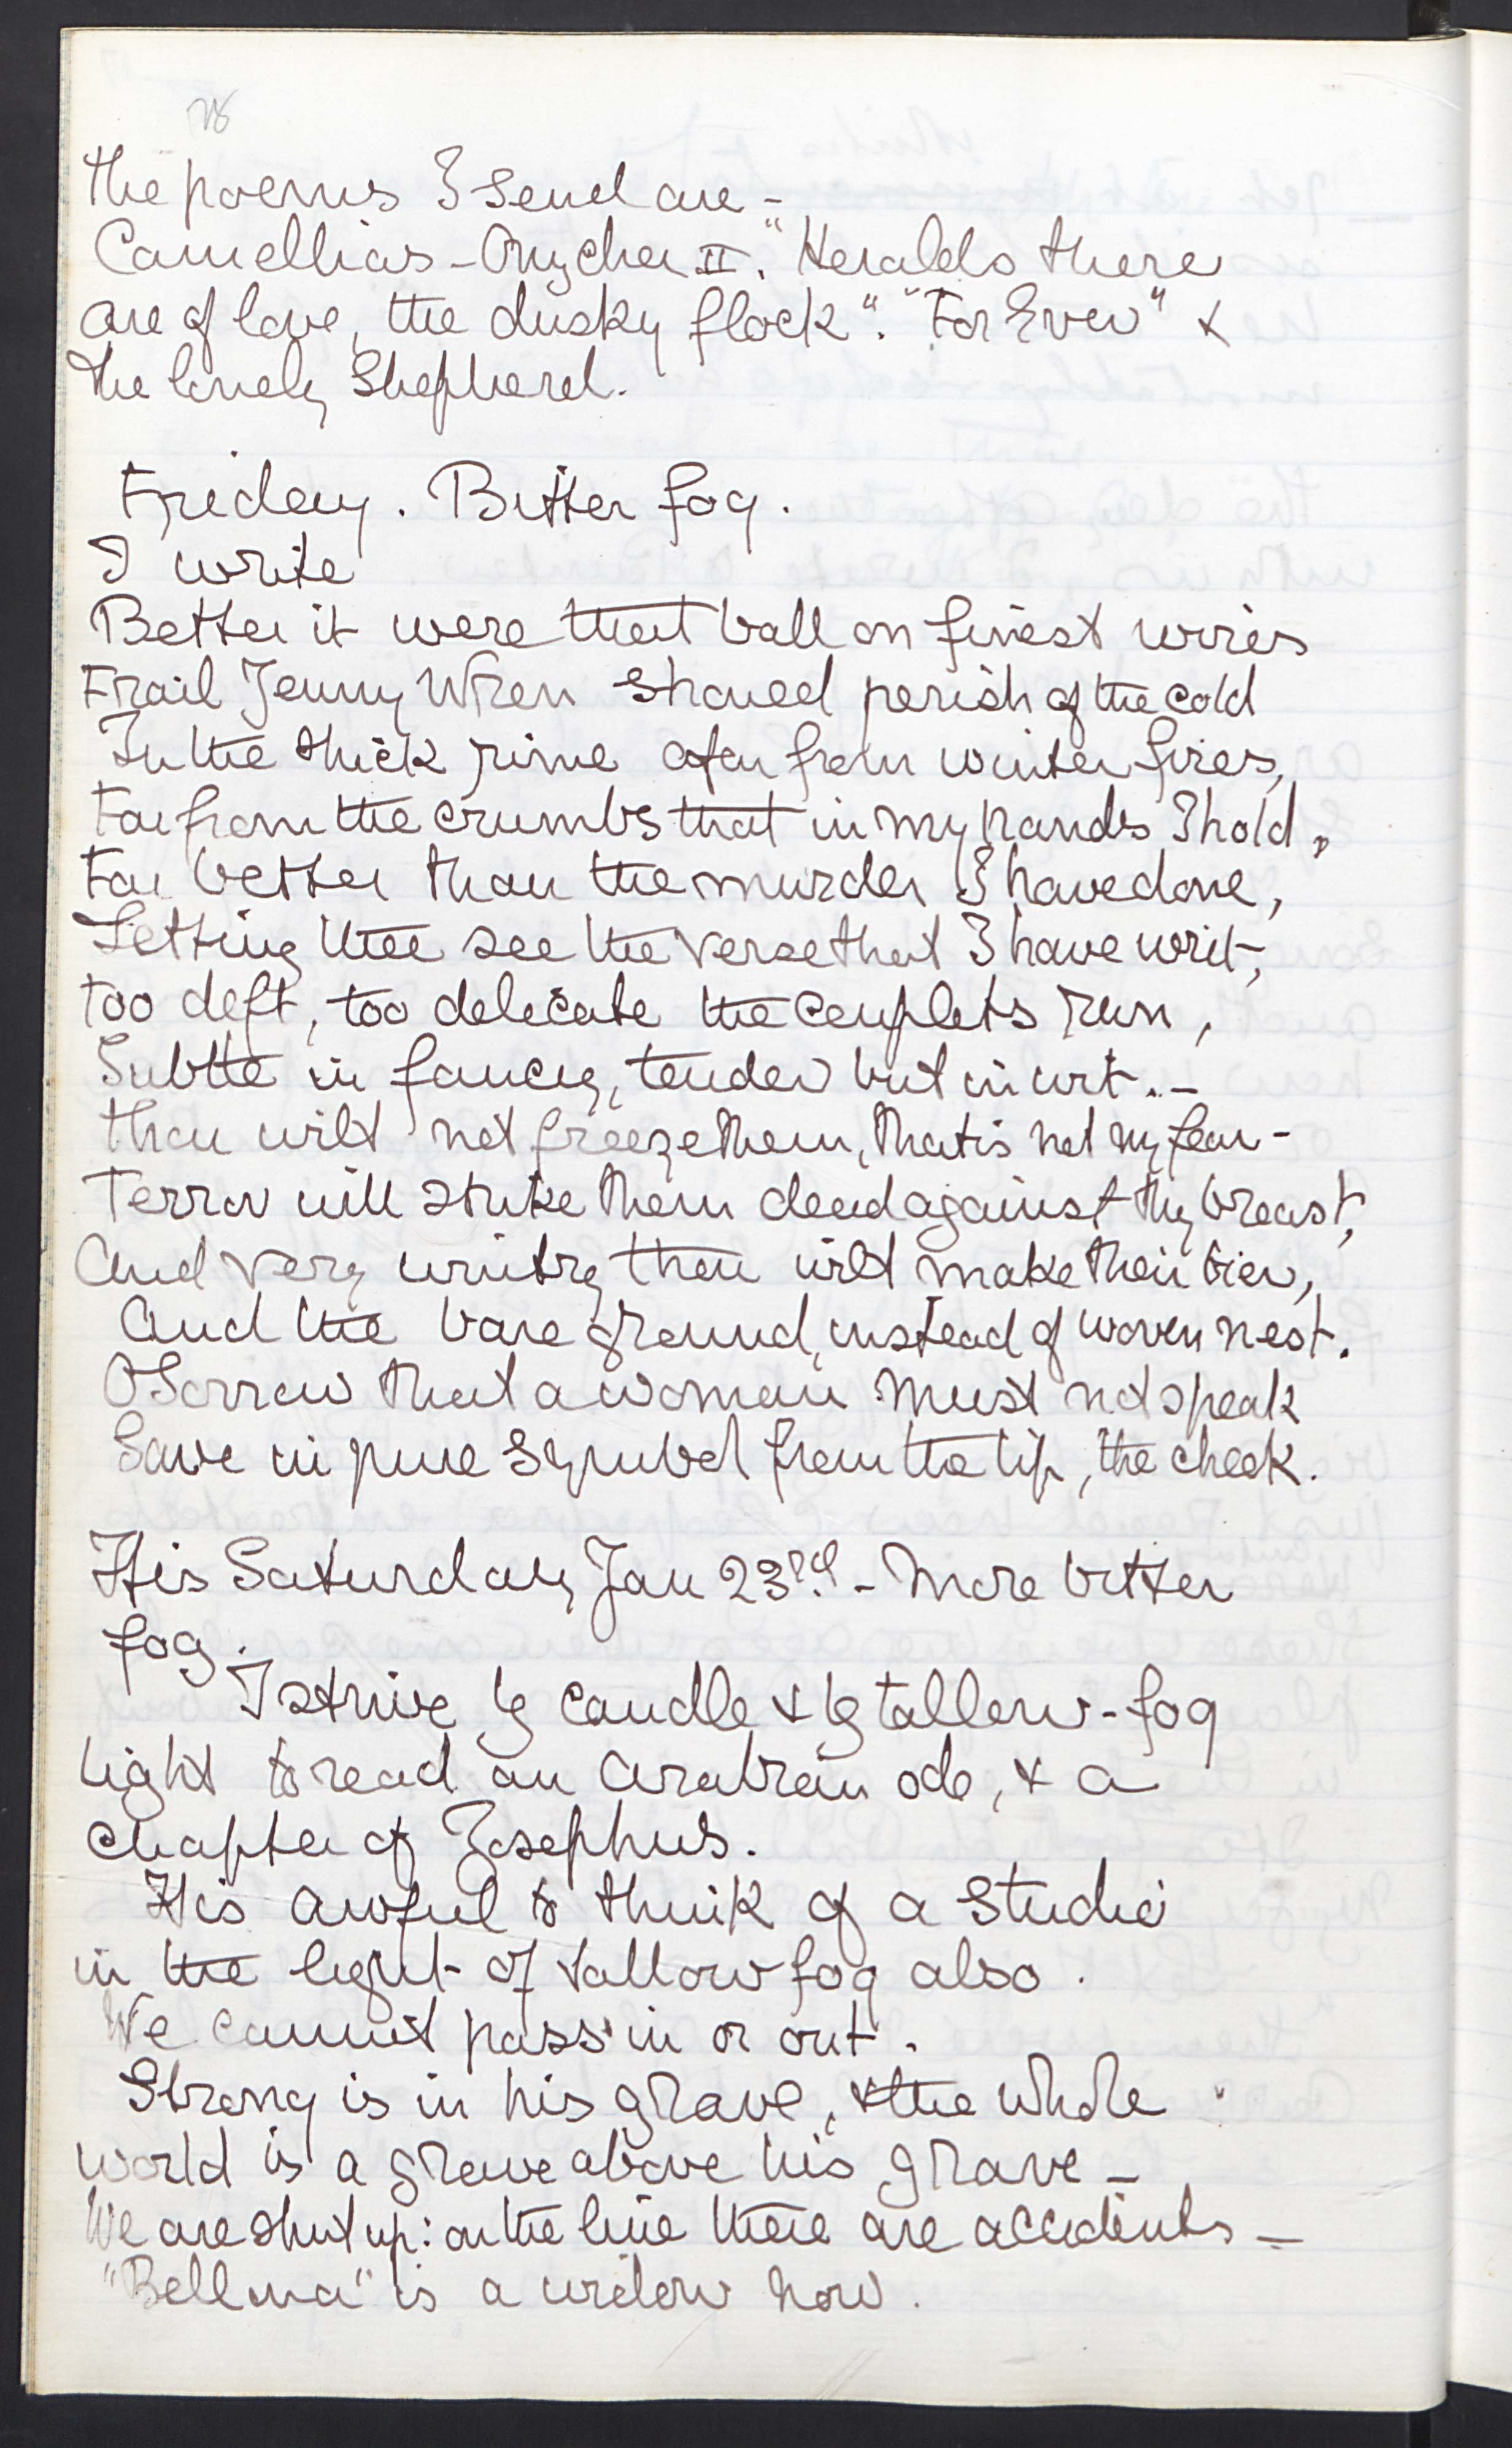 The poems I send are –
Camellias – Onycha II. "Heralds there
are of love, the dusky flock". "For Ever" &
The lonely Shepherd.
Friday. Bitter fog.
I write
Better it were that ball on finest wires
Frail Jenny Wren should perish of the cold
In the thick rime afar from winter fires,
Far from the crumbs that in my hands I hold,
Far better than the murder I have done,
Letting thee see the verse that I have writ,
Too deft, too delicate the couplets run,
Subtle in fancy, tender but in wit. –
Thou wilt not freeze them, that is not my fear –
Terror will strike them dead against thy breast,
And very wintry thou wilt make their bier,
And the bare ground, instead of woven nest.
O Sorrow that a woman must not speak
Save in pure symbol from the lip, the cheek.
It is Saturday Jan 23rd – More bitter
fog.
I strive by candle & by tallow-fog
light to read an Arabian ode, & a
chapter of Josephus.
It is awful to think of a Studio
in the light of tallow fog also.
We cannot pass in or out.
Strong is in his grave, & the whole
world is a grave above his grave –
We are shut up: on the line there are accidents –
"Bellma" is a widow now.